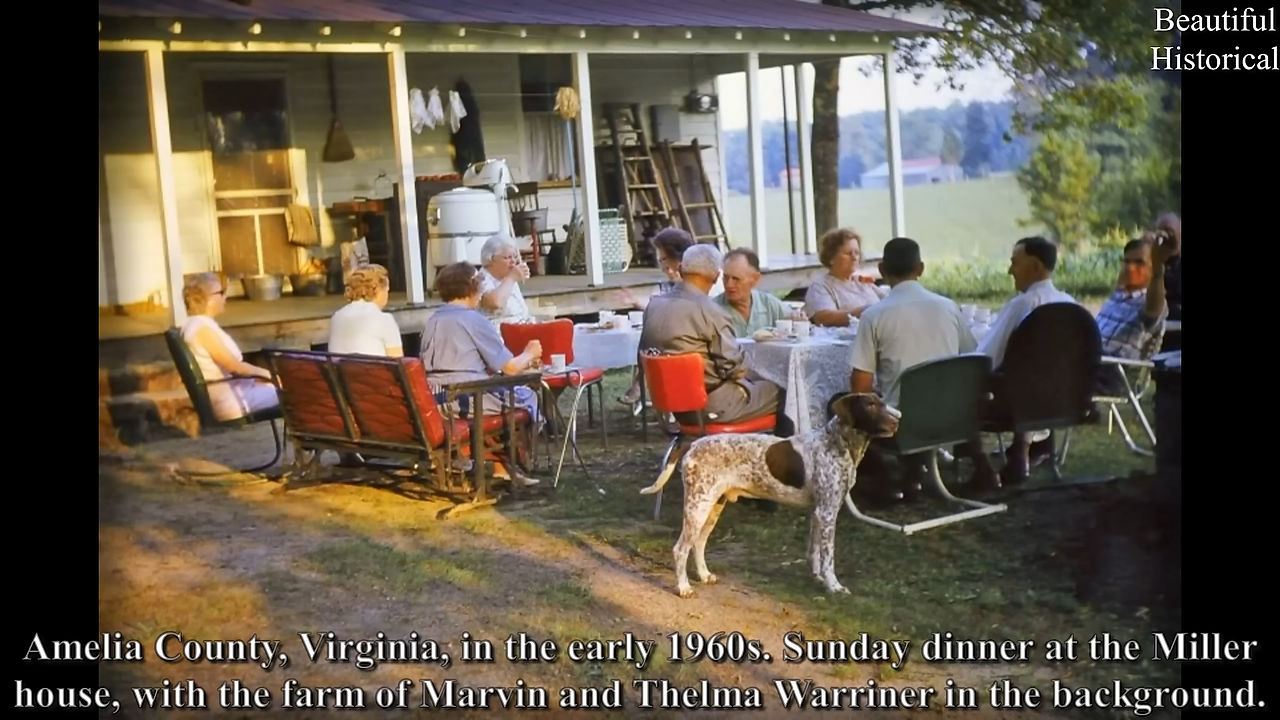 Beautiful
Historical
Amelia County, Virginia, in the early 1960s. Sunday dinner at the Miller
house, with the farm of Marvin and Thelma Warriner in the background.